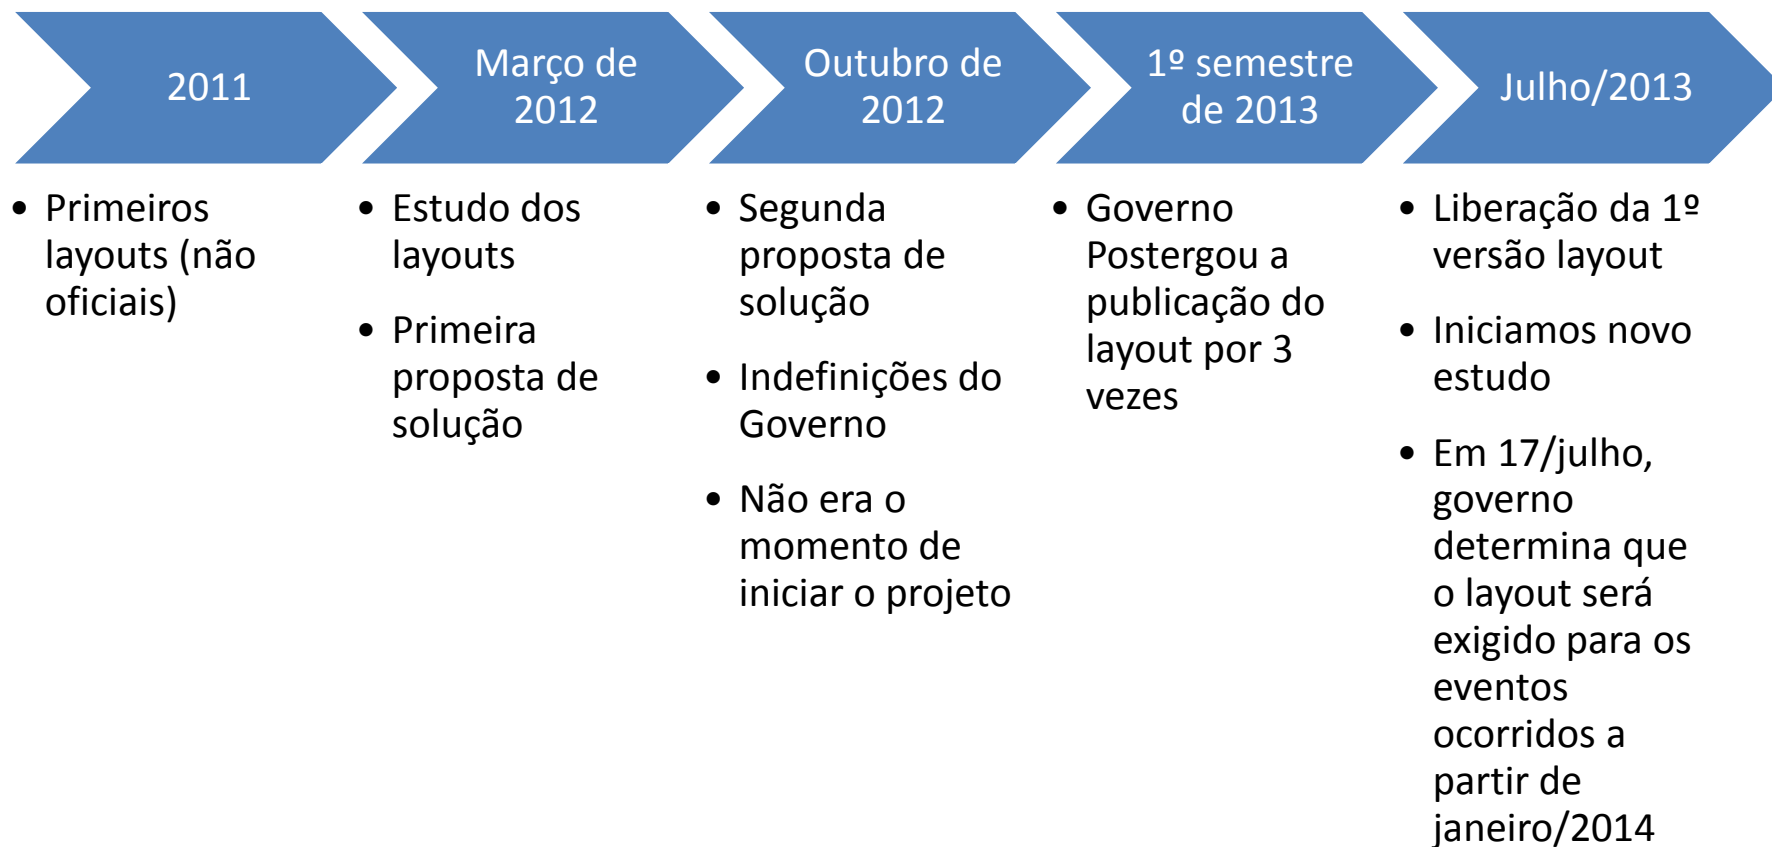 2011
• Primeiros
layouts (não
oficiais)
Março de
2012
• Estudo dos
layouts
• Primeira
proposta de
solução
Outubro de
2012
• Segunda
proposta de
solução
• Indefinições do
Governo
• Não era o
momento de
iniciar o projeto
1º semestre
de 2013
• Governo
Postergou a
publicação do
layout por 3
vezes
Julho/2013
• Liberação da 1º
versão layout
• Iniciamos novo
estudo
• Em 17/julho,
governo
determina que
o layout será
exigido para os
eventos
ocorridos a
partir de
janeiro/2014